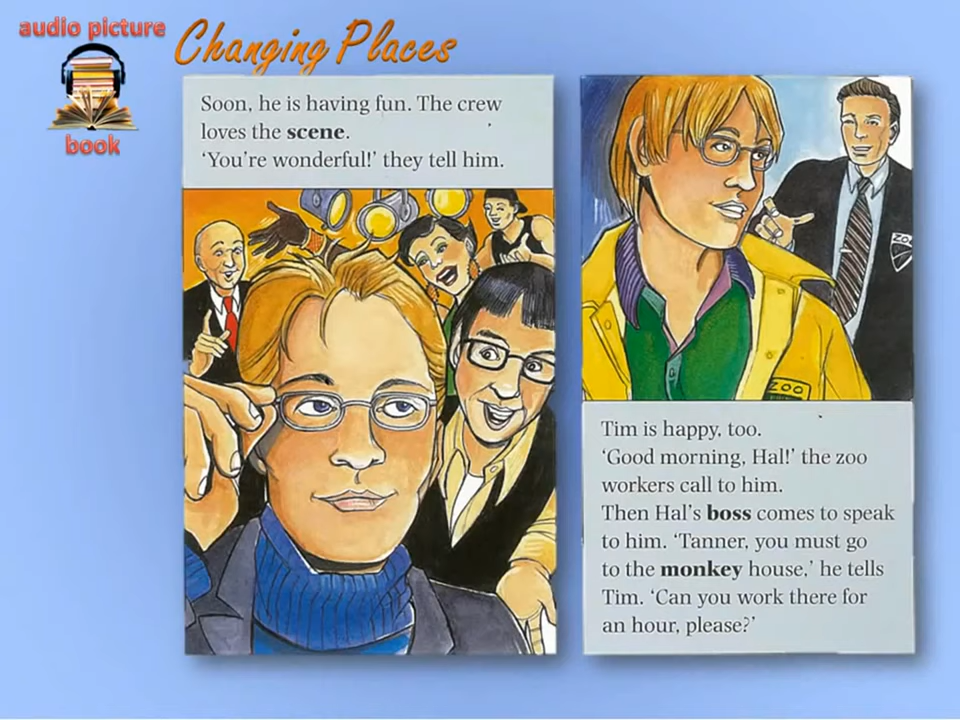 audio picture
book
Changing Places
Soon, he is having fun. The crew
loves the scene.
‘You’re wonderful!’ they tell him.
ZOO
ZOO
Tim is happy, too.
‘Good morning, Hal!’ the zoo
workers call to him.
Then Hal’s boss comes to speak
to him. ‘Tanner, you must go
to the monkey house,’ he tells
Tim. ‘Can you work there for
an hour, please?’